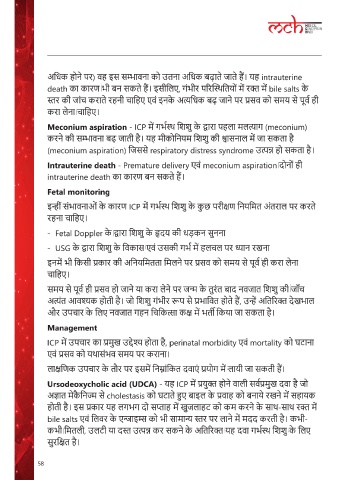 mch
अधिक होने पर) वह इस सम्भावना को उतना अधिक बढ़ाते जाते हैं। यह intrauterine
death का कारण भी बन सकते हैं। इसीलिए, गंभीर परिस्थितियों में रक्त में bile salts के
स्तर की जांच कराते रहनी चाहिए एवं इनके अत्यधिक बढ़ जाने पर प्रसव को समय से पूर्व ही
करा लेना चाहिए।
Meconium aspiration - ICP में गर्भस्थ शिशु के द्वारा पहला मलत्याग (meconium)
करने की सम्भावना बढ़ जाती है। यह मीकोनियम शिशु की श्वासनाल में जा सकता है
(meconium aspiration) जिससे respiratory distress syndrome उत्पन्न हो सकता है।
Intrauterine death - Premature delivery एवं meconium aspiration दोनों ही
intrauterine death का कारण बन सकते हैं।
Fetal monitoring
इन्हीं संभावनाओं के कारण ICP में गर्भस्थ शिशु के कुछ परीक्षण नियमित अंतराल पर करते
रहना चाहिए।
- Fetal Doppler के द्वारा शिशु के हृदय की धड़कन सुनना
- USG के द्वारा शिशु के विकास एवं उसकी गर्भ में हलचल पर ध्यान रखना
इनमें भी किसी प्रकार की अनियमितता मिलने पर प्रसव को समय से पूर्व ही करा लेना
चाहिए।
समय से पूर्व ही प्रसव हो जाने या करा लेने पर जन्म के तुरंत बाद नवजात शिशु की जाँच
अत्यंत आवश्यक होती है। जो शिशु गंभीर रूप से प्रभावित होते हैं, उन्हें अतिरिक्त देखभाल
और उपचार के लिए नवजात गहन चिकित्सा कक्ष में भर्ती किया जा सकता है।
Management
ICP में उपचार का प्रमुख उद्देश्य होता है, perinatal morbidity एवं mortality को घटाना
एवं प्रसव को यथासंभव समय पर कराना।
लाक्षणिक उपचार के तौर पर इसमें निम्नांकित दवाएं प्रयोग में लायी जा सकती हैं।
Ursodeoxycholic acid (UDCA) - यह ICP में प्रयुक्त होने वाली सर्वप्रमुख दवा है जो
अज्ञात मेकैनिज्म से cholestasis को घटाते हुए बाइल के प्रवाह को बनाये रखने में सहायक
होती है। इस प्रकार यह लगभग दो सप्ताह में खुजलाहट को कम करने के साथ-साथ रक्त में
bile salts एवं लिवर के एन्जाइम्स को भी सामान्य स्तर पर लाने में मदद करती है। कभी-
कभी मितली, उलटी या दस्त उत्पन्न कर सकने के अतिरिक्त यह दवा गर्भस्थ शिशु के लिए
सुरक्षित है।
58